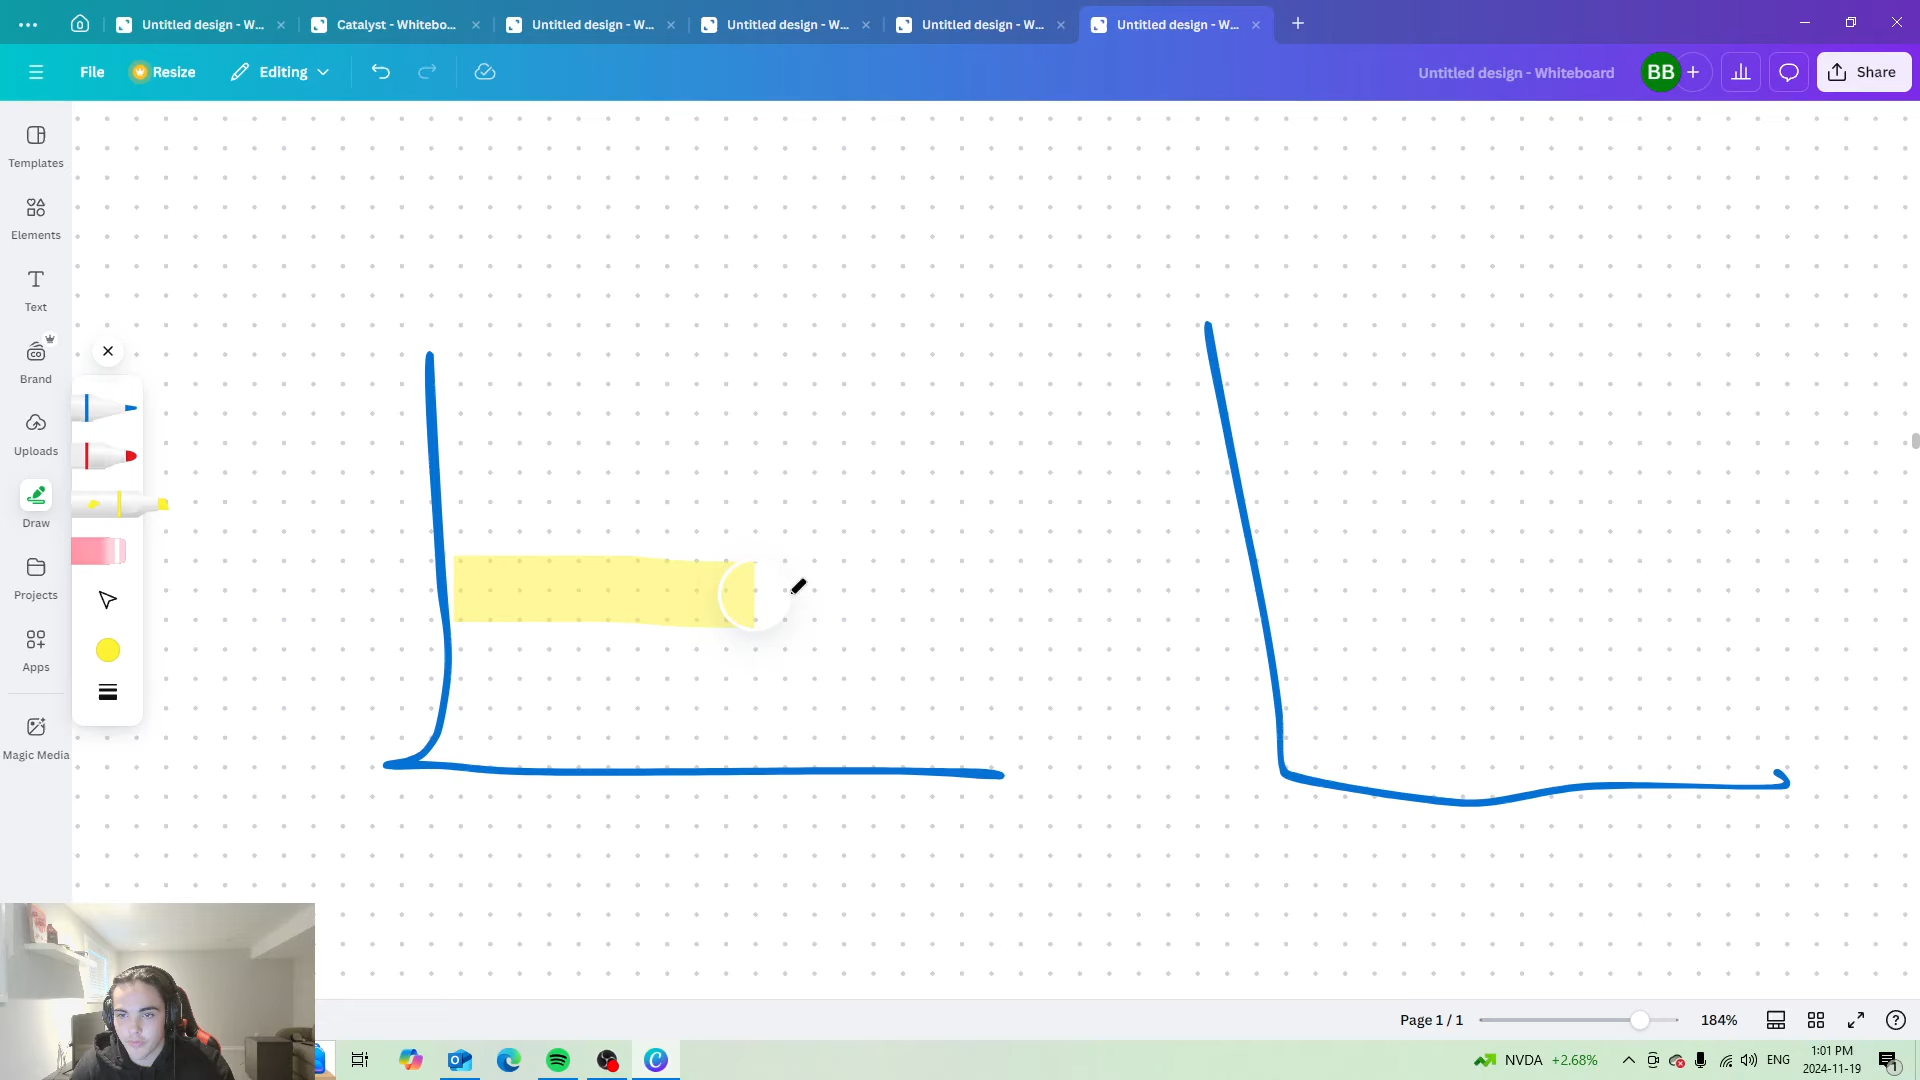 Untitled design - W...
Catalyst - Whitebo...
Untitled design - W...
Untitled design - W...
Untitled design - W...
Untitled design - W...
File
Resize
Editing
Untitled design - Whiteboard
BB
Share
Templates
Elements
Text
Brand
Uploads
Draw
Projects
Apps
Magic Media
Page 1 / 1
184%
NVDA +2.68%
ENG
1:01 PM
2024-11-19
1